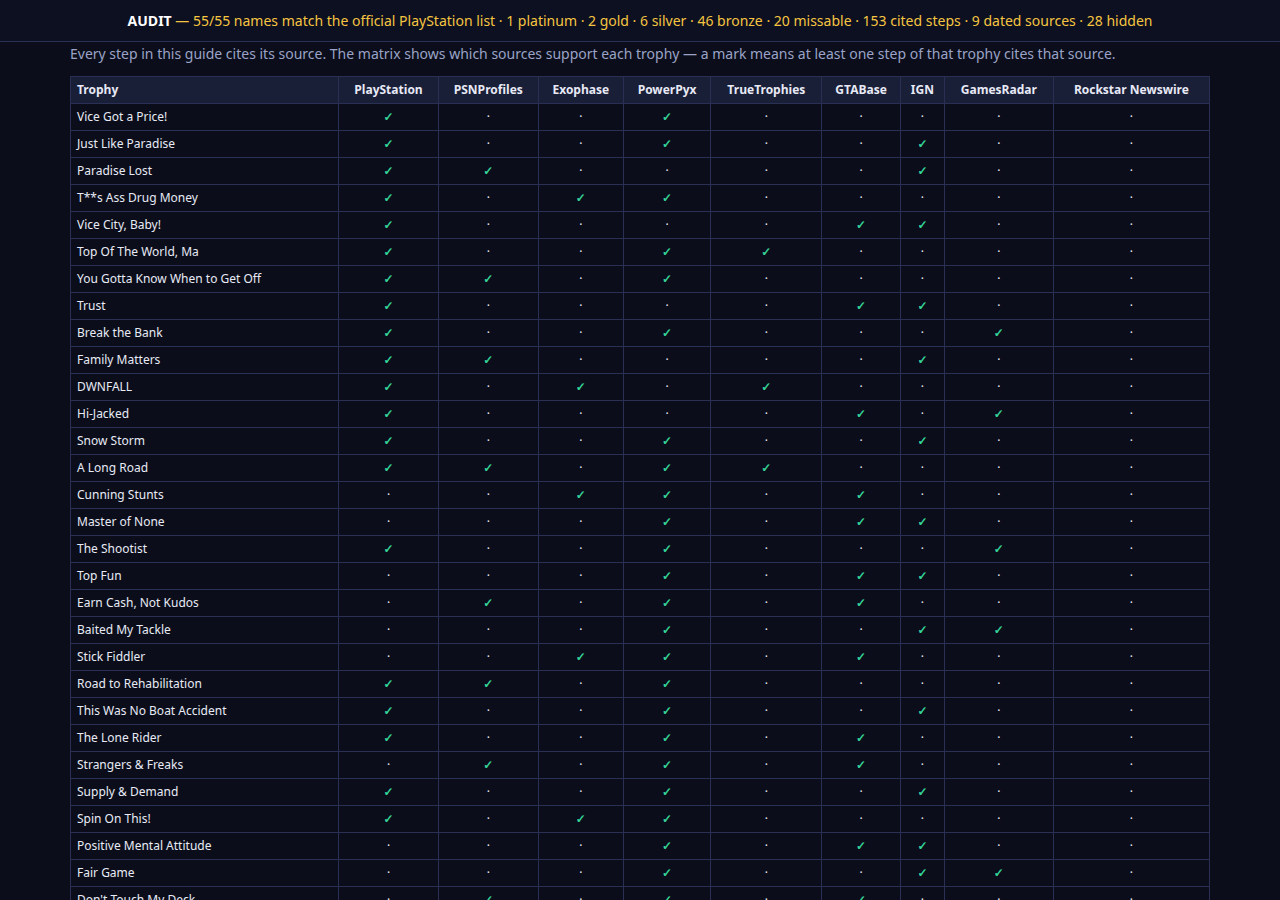 AUDIT — 55/55 names match the official PlayStation list · 1 platinum · 2 gold · 6 silver · 46 bronze · 20 missable · 153 cited steps · 9 dated sources · 28 hidden
Every step in this guide cites its source. The matrix shows which sources support each trophy — a mark means at least one step of that trophy cites that source.
Trophy PlayStation PSNProfiles Exophase PowerPyx TrueTrophies GTABase IGN GamesRadar Rockstar Newswire
Vice Got a Price! ✓ · · ✓ · · · · ·
Just Like Paradise ✓ · · ✓ · · ✓ · ·
Paradise Lost ✓ ✓ · · · · ✓ · ·
T**s Ass Drug Money ✓ · ✓ ✓ · · · · ·
Vice City, Baby! ✓ · · · · ✓ ✓ · ·
Top Of The World, Ma ✓ · · ✓ ✓ · · · ·
You Gotta Know When to Get Off ✓ ✓ · ✓ · · · · ·
Trust ✓ · · · · ✓ ✓ · ·
Break the Bank ✓ · · ✓ · · · ✓ ·
Family Matters ✓ ✓ · · · · ✓ · ·
DWNFALL ✓ · ✓ · ✓ · · · ·
Hi-Jacked ✓ · · · · ✓ · ✓ ·
Snow Storm ✓ · · ✓ · · ✓ · ·
A Long Road ✓ ✓ · ✓ ✓ · · · ·
Cunning Stunts · · ✓ ✓ · ✓ · · ·
Master of None · · · ✓ · ✓ ✓ · ·
The Shootist ✓ · · ✓ · · · ✓ ·
Top Fun · · · ✓ · ✓ ✓ · ·
Earn Cash, Not Kudos · ✓ · ✓ · ✓ · · ·
Baited My Tackle · · · ✓ · · ✓ ✓ ·
Stick Fiddler · · ✓ ✓ · ✓ · · ·
Road to Rehabilitation ✓ ✓ · ✓ · · · · ·
This Was No Boat Accident ✓ · · ✓ · · ✓ · ·
The Lone Rider ✓ · · ✓ · ✓ · · ·
Strangers & Freaks · ✓ · ✓ · ✓ · · ·
Supply & Demand ✓ · · ✓ · · ✓ · ·
Spin On This! ✓ · ✓ ✓ · · · · ·
Positive Mental Attitude · · · ✓ · ✓ ✓ · ·
Fair Game · · · ✓ · · ✓ ✓ ·
Don't Touch My Deck · ✓ · ✓ · ✓ · · ·